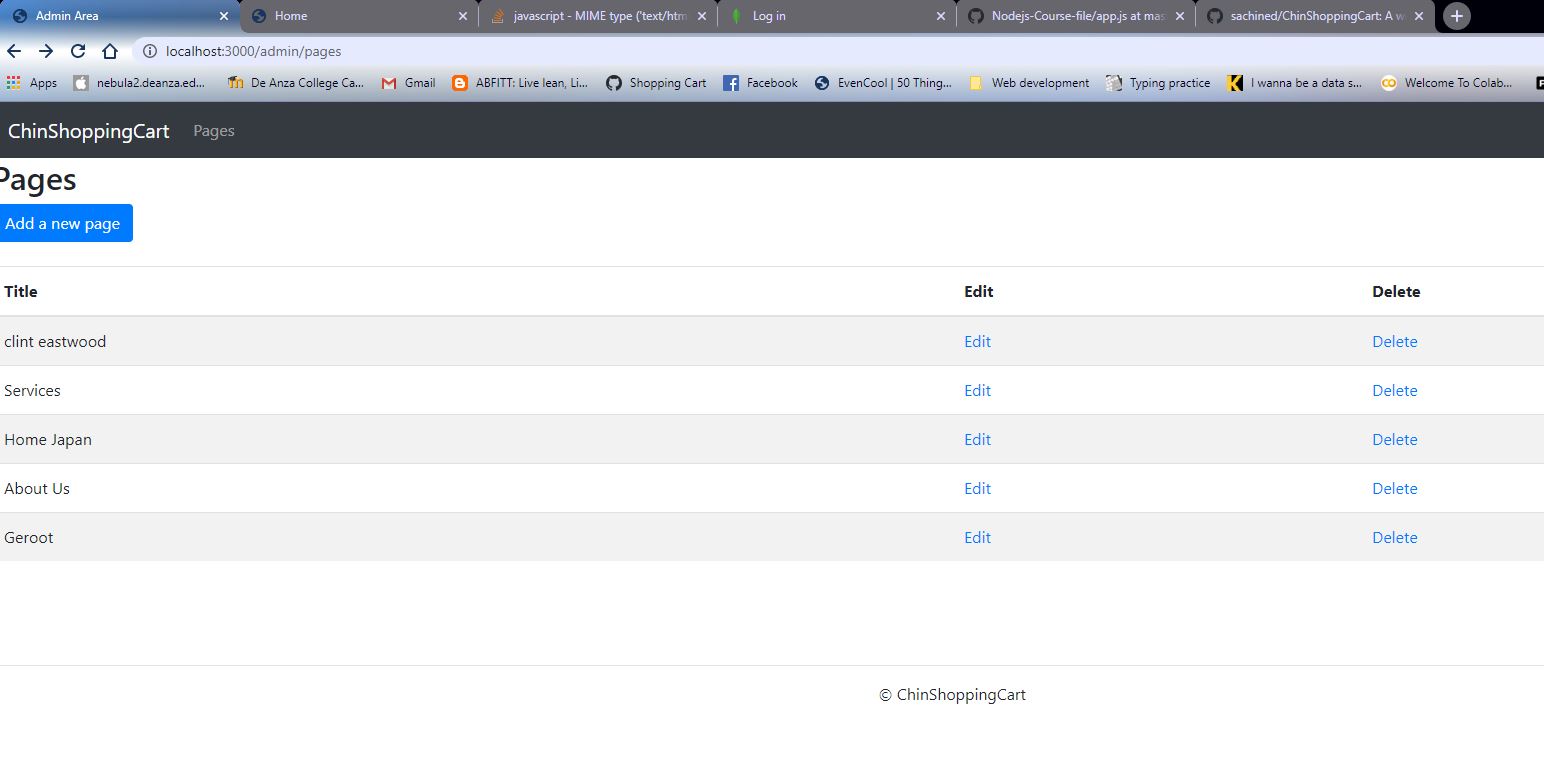 Admin Area Home javascript - MIME type ('text/htm Log in Nodejs-Course-file/app.js at mas sachined/ChinShoppingCart: A w
localhost:3000/admin/pages
Apps nebula2.deanza.ed... De Anza College Ca... Gmail ABFITT: Live lean, Li... Shopping Cart Facebook EvenCool | 50 Thing... Web development Typing practice I wanna be a data s... Welcome To Colab...
ChinShoppingCart Pages
Pages
Add a new page
Title Edit Delete
clint eastwood Edit Delete
Services Edit Delete
Home Japan Edit Delete
About Us Edit Delete
Geroot Edit Delete
© ChinShoppingCart